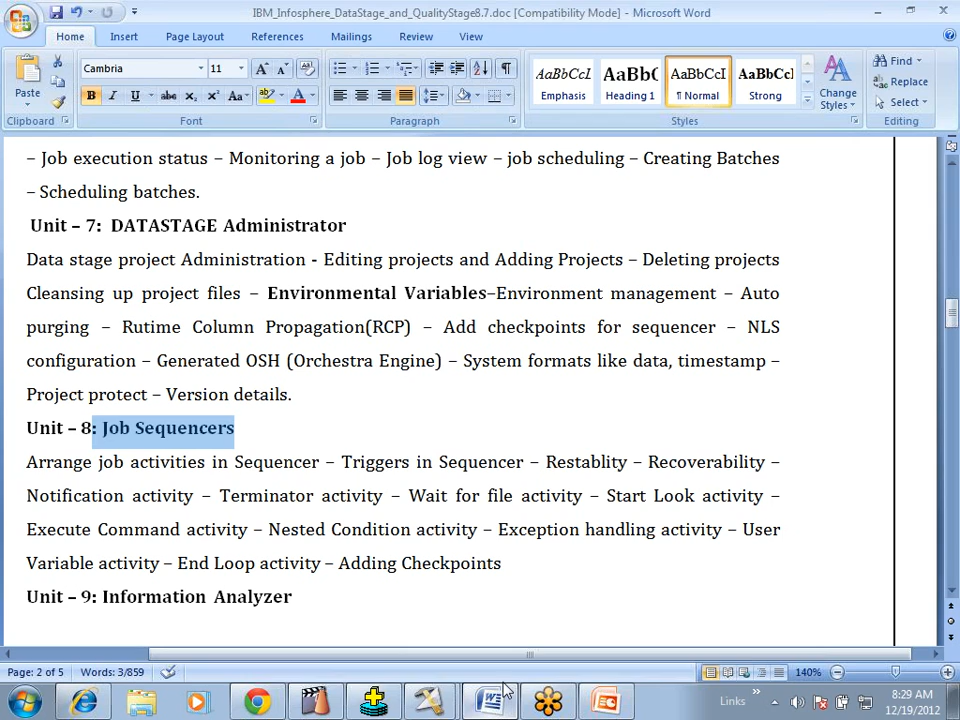 IBM_Infosphere_DataStage_and_QualityStage8.7.doc [Compatibility Mode] - Microsoft Word
Home Insert Page Layout References Mailings Review View
Cambria 11
AaBbCcI AaBbC AaBbCcI AaBbCc
Find
Replace
Select
Paste
B I U abc X₂ X² Aa
Emphasis Heading 1 ¶ Normal Strong
Change Styles
Clipboard Font Paragraph Styles Editing
– Job execution status – Monitoring a job – Job log view – job scheduling – Creating Batches
– Scheduling batches.
Unit – 7: DATASTAGE Administrator
Data stage project Administration - Editing projects and Adding Projects – Deleting projects
Cleansing up project files – Environmental Variables–Environment management – Auto
purging – Rutime Column Propagation(RCP) – Add checkpoints for sequencer – NLS
configuration – Generated OSH (Orchestra Engine) – System formats like data, timestamp –
Project protect – Version details.
Unit – 8: Job Sequencers
Arrange job activities in Sequencer – Triggers in Sequencer – Restablity – Recoverability –
Notification activity – Terminator activity – Wait for file activity – Start Look activity –
Execute Command activity – Nested Condition activity – Exception handling activity – User
Variable activity – End Loop activity – Adding Checkpoints
Unit – 9: Information Analyzer
Page: 2 of 5 Words: 3/859 140%
Links » 8:29 AM
12/19/2012